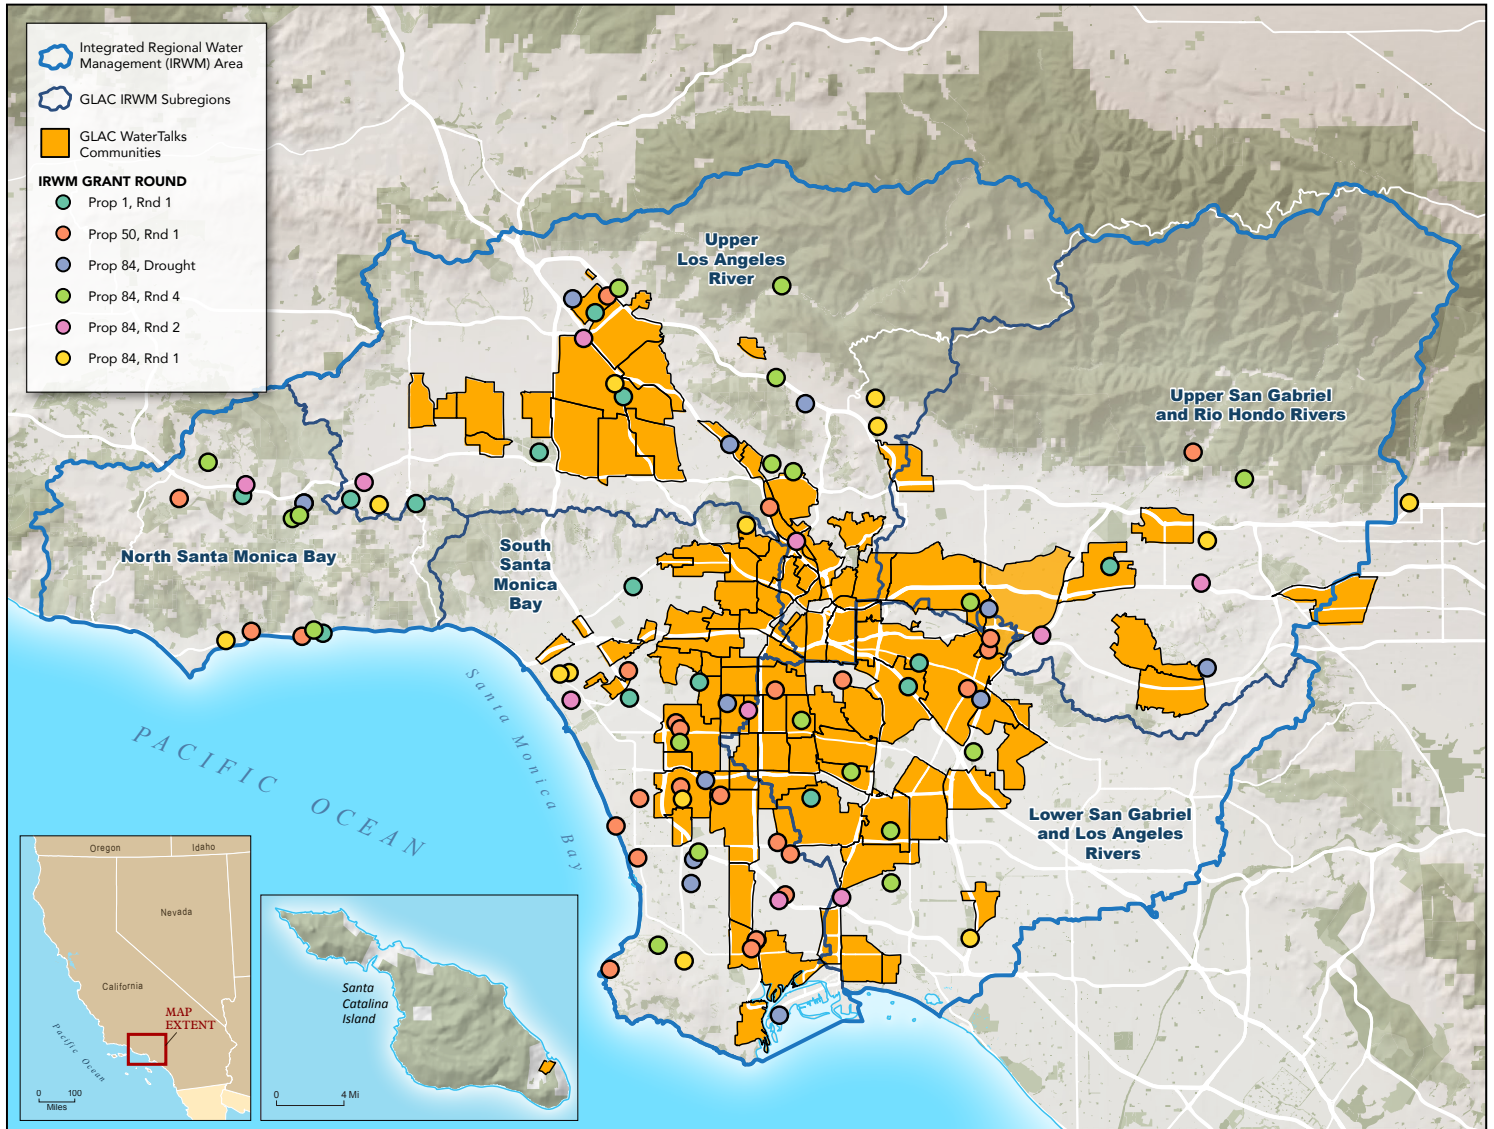 Integrated Regional Water
Management (IRWM) Area
GLAC IRWM Subregions
GLAC WaterTalks
Communities
IRWM GRANT ROUND
Prop 1, Rnd 1
Prop 50, Rnd 1
Prop 84, Drought
Prop 84, Rnd 4
Prop 84, Rnd 2
Prop 84, Rnd 1
Upper
Los Angeles
River
Upper San Gabriel
and Rio Hondo Rivers
North Santa Monica Bay
South
Santa
Monica
Bay
Santa Monica Bay
PACIFIC OCEAN
Lower San Gabriel
and Los Angeles
Rivers
Oregon
Idaho
Nevada
California
MAP
EXTENT
Pacific Ocean
0 100
Miles
Santa
Catalina
Island
0 4 Mi